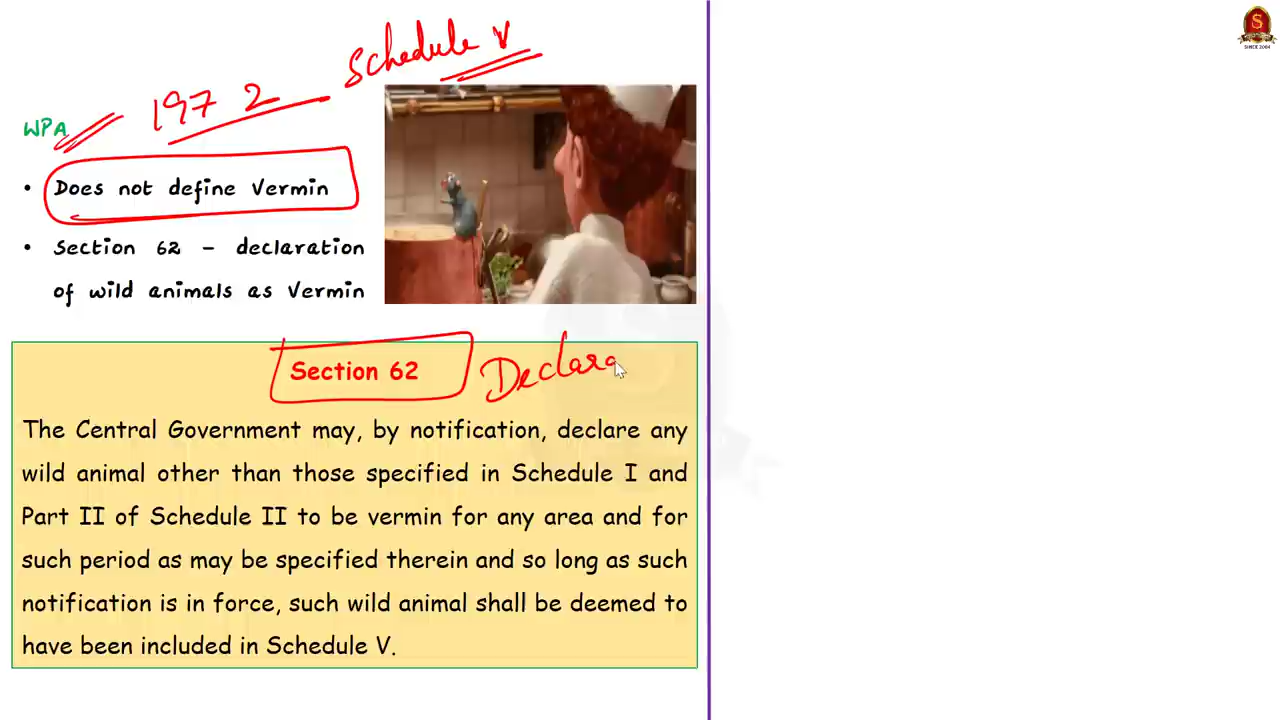 Schedule V
1972
WPA
• Does not define Vermin
• Section 62 – declaration
of wild animals as Vermin
Section 62 Declara
The Central Government may, by notification, declare any
wild animal other than those specified in Schedule I and
Part II of Schedule II to be vermin for any area and for
such period as may be specified therein and so long as such
notification is in force, such wild animal shall be deemed to
have been included in Schedule V.
S
SINCE 2004